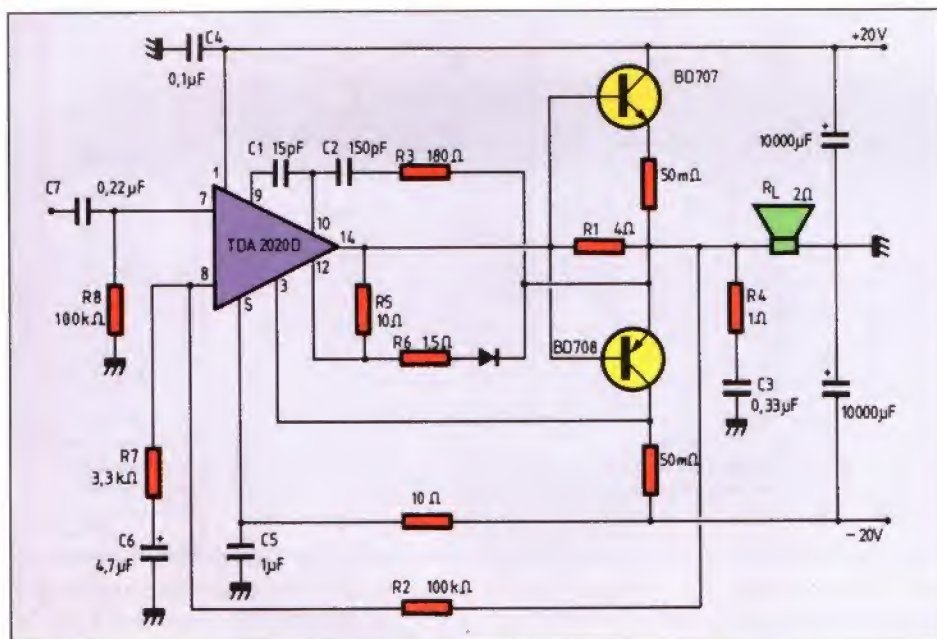 C4
0,1µF
+20V
BD707
10000µF
C1 15pF
C2 150pF
R3 180Ω
50mΩ
1
9
C7
0,22µF
7
10
TDA 2020D
14
R1 4Ω
RL 2Ω
8
12
3
5
R8
100kΩ
R5
10Ω
R6 1,5Ω
BD708
R4
1Ω
C3
0,33µF
10000µF
R7
3,3kΩ
50mΩ
10 Ω
-20V
C6
4,7µF
C5
1µF
R2 100kΩ